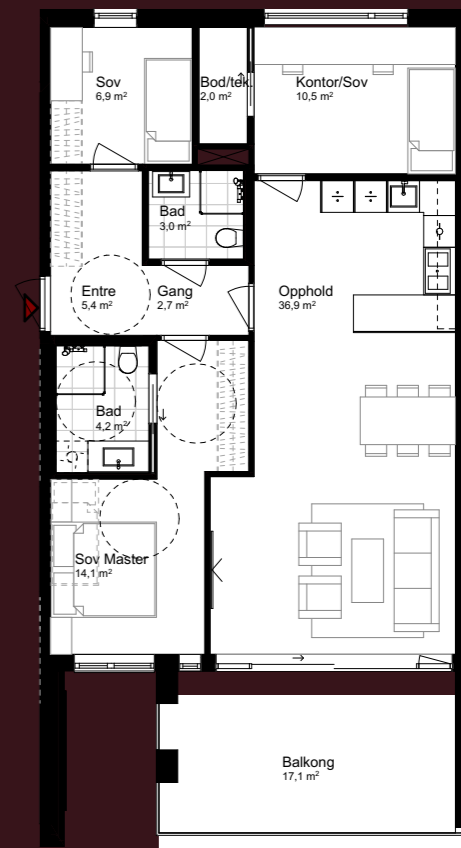 Sov
6,9 m²
Bod/tek.
2,0 m²
Kontor/Sov
10,5 m²
Bad
3,0 m²
Entre
5,4 m²
Gang
2,7 m²
Opphold
36,9 m²
Bad
4,2 m²
Sov Master
14,1 m²
Balkong
17,1 m²